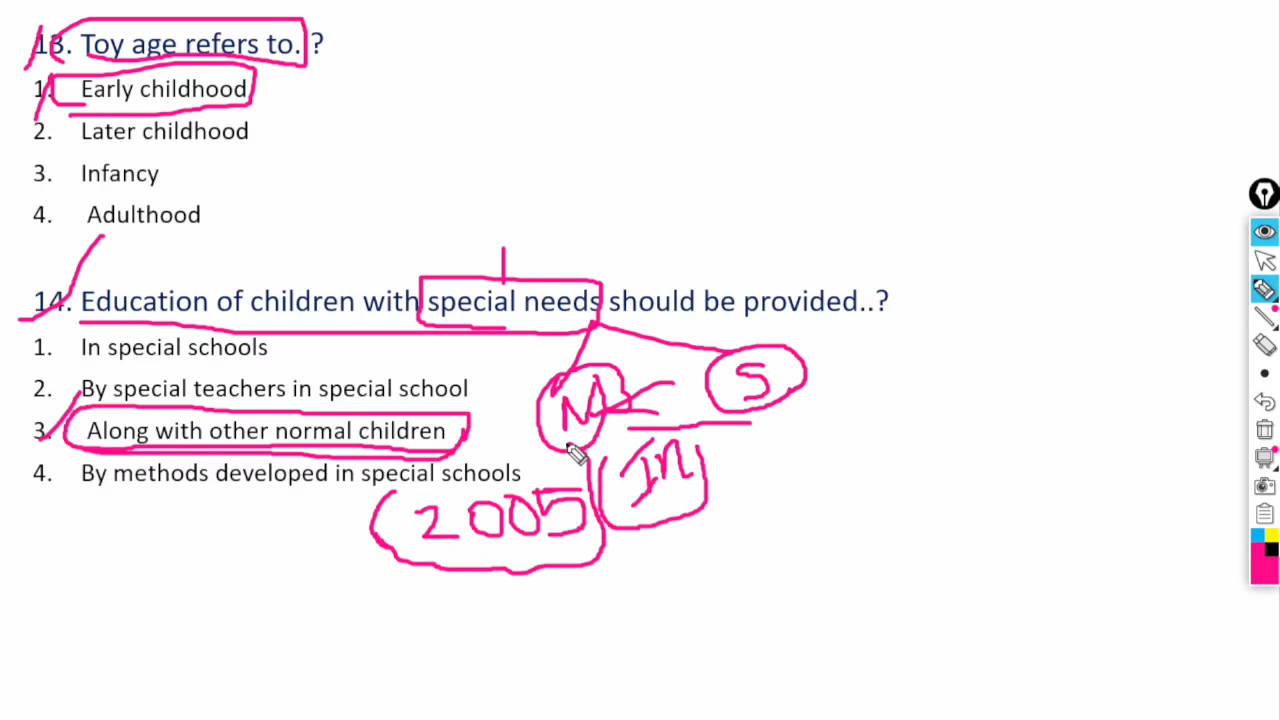 13. Toy age refers to. ?
1. Early childhood
2. Later childhood
3. Infancy
4. Adulthood
14. Education of children with special needs should be provided..?
1. In special schools
2. By special teachers in special school
M S
3. Along with other normal children
In
4. By methods developed in special schools
2005